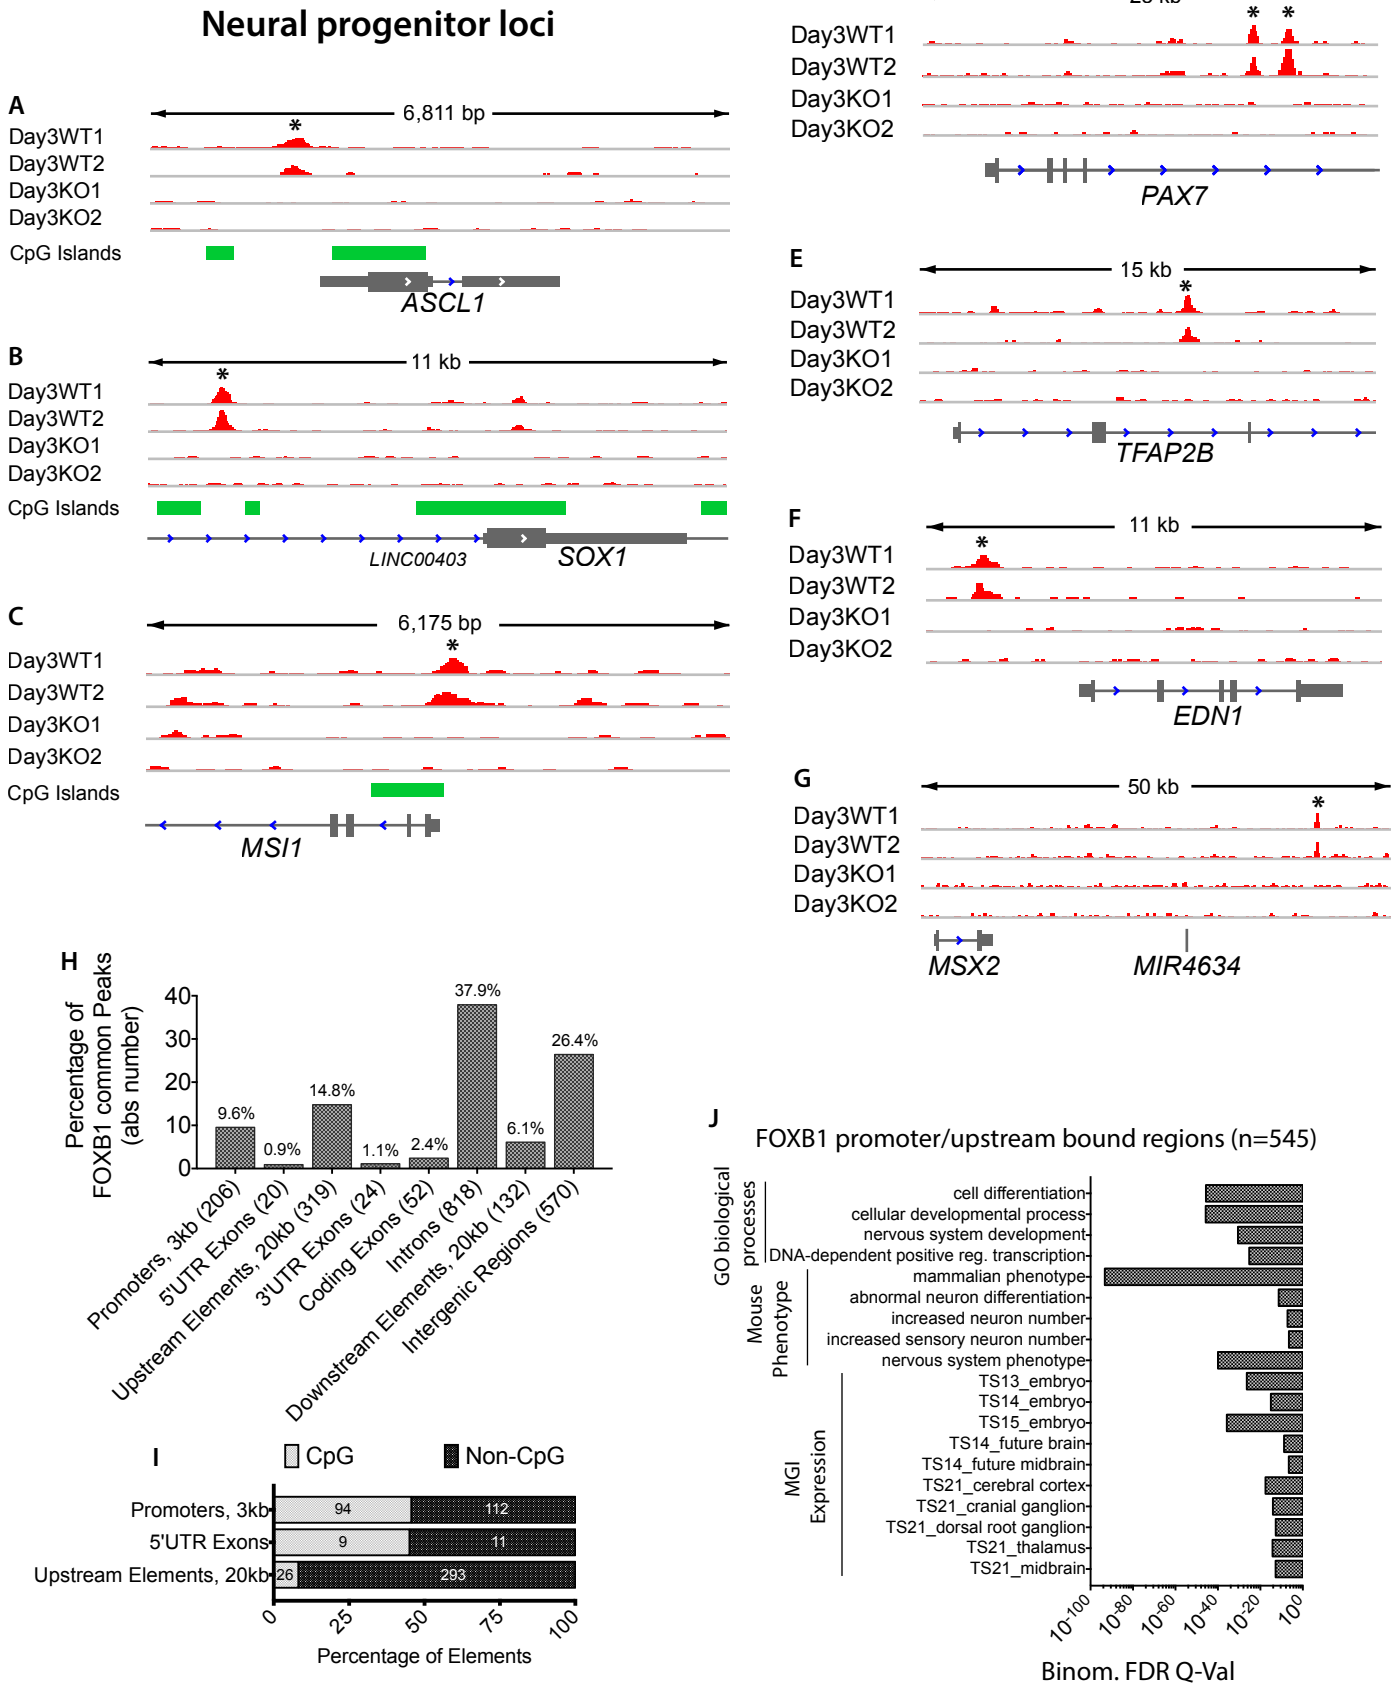 Neural progenitor loci
A
6,811 bp
*
Day3WT1
Day3WT2
Day3KO1
Day3KO2
CpG Islands
ASCL1
B
11 kb
*
Day3WT1
Day3WT2
Day3KO1
Day3KO2
CpG Islands
LINC00403
SOX1
C
6,175 bp
*
Day3WT1
Day3WT2
Day3KO1
Day3KO2
CpG Islands
MSI1
* *
Day3WT1
Day3WT2
Day3KO1
Day3KO2
PAX7
E
15 kb
*
Day3WT1
Day3WT2
Day3KO1
Day3KO2
TFAP2B
F
11 kb
*
Day3WT1
Day3WT2
Day3KO1
Day3KO2
EDN1
G
50 kb
*
Day3WT1
Day3WT2
Day3KO1
Day3KO2
MSX2
MIR4634
H
Percentage of
FOXB1 common Peaks
(abs number)
40
30
20
10
0
9.6%
0.9%
14.8%
1.1%
2.4%
37.9%
6.1%
26.4%
Promoters, 3kb (206)
5'UTR Exons (20)
Upstream Elements, 20kb (319)
3'UTR Exons (24)
Coding Exons (52)
Introns (818)
Downstream Elements, 20kb (132)
Intergenic Regions (570)
I
CpG
Non-CpG
Promoters, 3kb
94
112
5'UTR Exons
9
11
Upstream Elements, 20kb
26
293
0
25
50
75
100
Percentage of Elements
J
FOXB1 promoter/upstream bound regions (n=545)
GO biological
processes
cell differentiation
cellular developmental process
nervous system development
DNA-dependent positive reg. transcription
Mouse
Phenotype
mammalian phenotype
abnormal neuron differentiation
increased neuron number
increased sensory neuron number
nervous system phenotype
MGI
Expression
TS13_embryo
TS14_embryo
TS15_embryo
TS14_future brain
TS14_future midbrain
TS21_cerebral cortex
TS21_cranial ganglion
TS21_dorsal root ganglion
TS21_thalamus
TS21_midbrain
10-100
10-80
10-60
10-40
10-20
100
Binom. FDR Q-Val